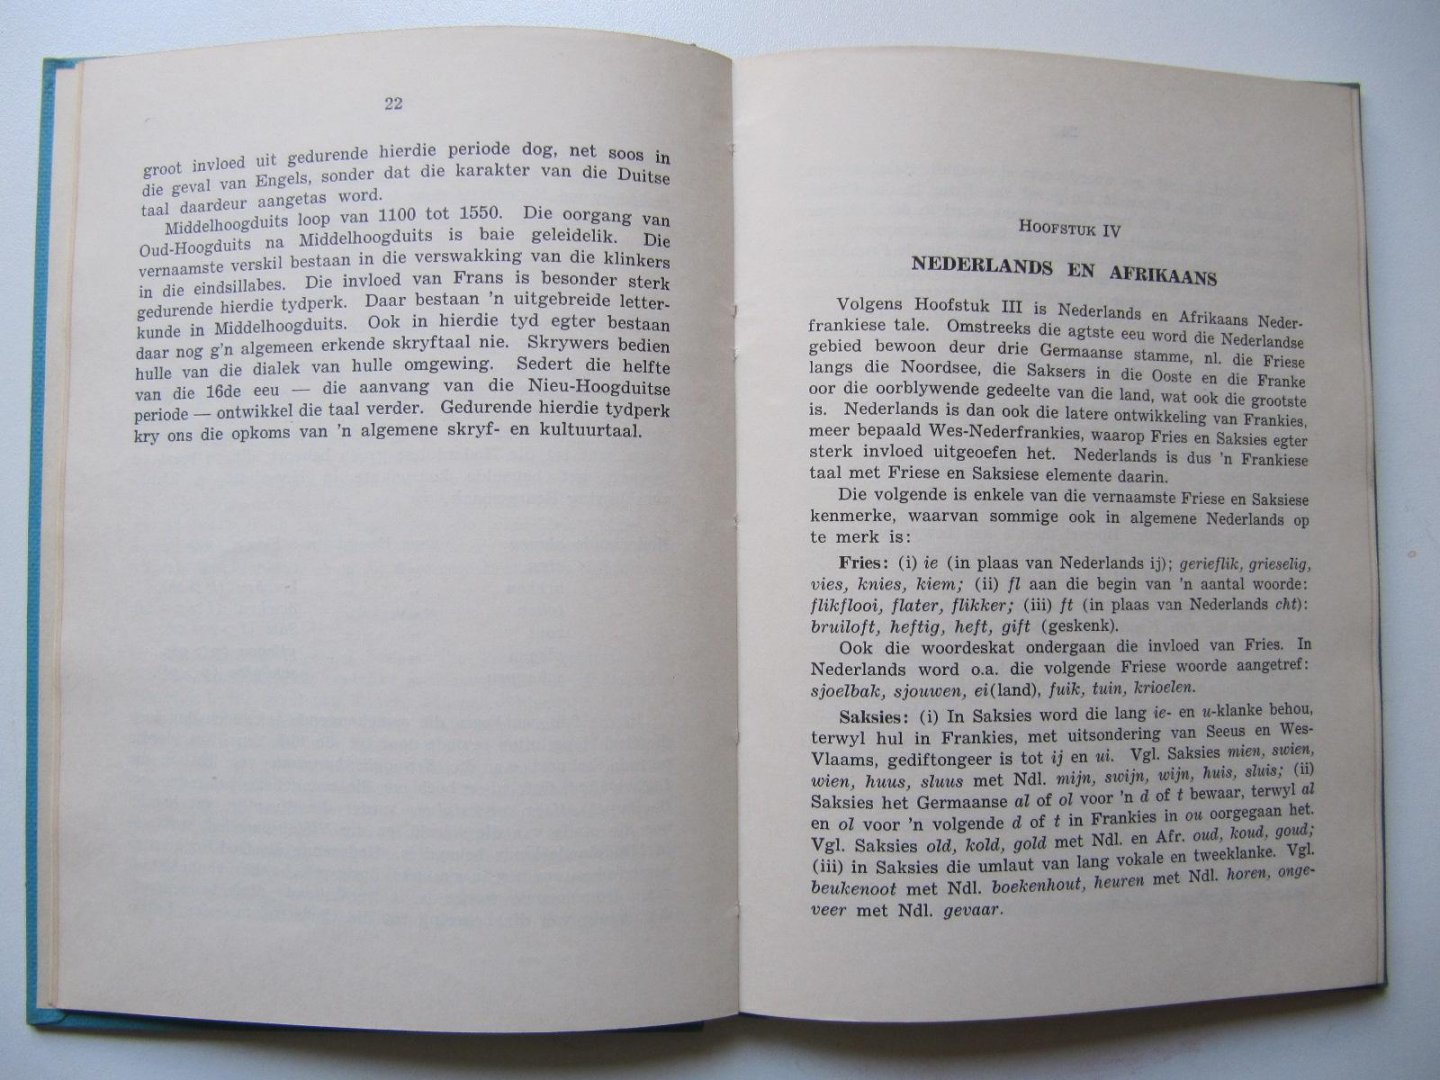 22
groot invloed uit gedurende hierdie periode dog, net soos in
die geval van Engels, sonder dat die karakter van die Duitse
taal daardeur aangetas word.
Middelhoogduits loop van 1100 tot 1550. Die oorgang van
Oud-Hoogduits na Middelhoogduits is baie geleidelik. Die
vernaamste verskil bestaan in die verswakking van die klinkers
in die eindsillabes. Die invloed van Frans is besonder sterk
gedurende hierdie tydperk. Daar bestaan 'n uitgebreide letter-
kunde in Middelhoogduits. Ook in hierdie tyd egter bestaan
daar nog g'n algemeen erkende skryftaal nie. Skrywers bedien
hulle van die dialek van hulle omgewing. Sedert die helfte
van die 16de eeu — die aanvang van die Nieu-Hoogduitse
periode — ontwikkel die taal verder. Gedurende hierdie tydperk
kry ons die opkoms van 'n algemene skryf- en kultuurtaal.
HOOFSTUK IV
NEDERLANDS EN AFRIKAANS
Volgens Hoofstuk III is Nederlands en Afrikaans Neder-
frankiese tale. Omstreeks die agtste eeu word die Nederlandse
gebied bewoon deur drie Germaanse stamme, nl. die Friese
langs die Noordsee, die Saksers in die Ooste en die Franke
oor die oorblywende gedeelte van die land, wat ook die grootste
is. Nederlands is dan ook die latere ontwikkeling van Frankies,
meer bepaald Wes-Nederfrankies, waarop Fries en Saksies egter
sterk invloed uitgeoefen het. Nederlands is dus 'n Frankiese
taal met Friese en Saksiese elemente daarin.
Die volgende is enkele van die vernaamste Friese en Saksiese
kenmerke, waarvan sommige ook in algemene Nederlands op
te merk is:
Fries: (i) ie (in plaas van Nederlands ij); gerieflik, grieselig,
vies, knies, kiem; (ii) fl aan die begin van 'n aantal woorde:
flikflooi, flater, flikker; (iii) ft (in plaas van Nederlands cht):
bruiloft, heftig, heft, gift (geskenk).
Ook die woordeskat ondergaan die invloed van Fries. In
Nederlands word o.a. die volgende Friese woorde aangetref:
sjoelbak, sjouwen, ei(land), fuik, tuin, krioelen.
Saksies: (i) In Saksies word die lang ie- en u-klanke behou,
terwyl hul in Frankies, met uitsondering van Seeus en Wes-
Vlaams, gediftongeer is tot ij en ui. Vgl. Saksies mien, swien,
wien, huus, sluus met Ndl. mijn, swijn, wijn, huis, sluis; (ii)
Saksies het Germaanse al of ol voor 'n d of t bewaar, terwyl al
en ol voor 'n volgende d of t in Frankies in ou oorgegaan het.
Vgl. Saksies old, kold, gold met Ndl. en Afr. oud, koud, goud;
(iii) in Saksies die umlaut van lang vokale en tweeklanke. Vgl.
beukenoot met Ndl. boekenhout, heuren met Ndl. horen, onge-
veer met Ndl. gevaar.